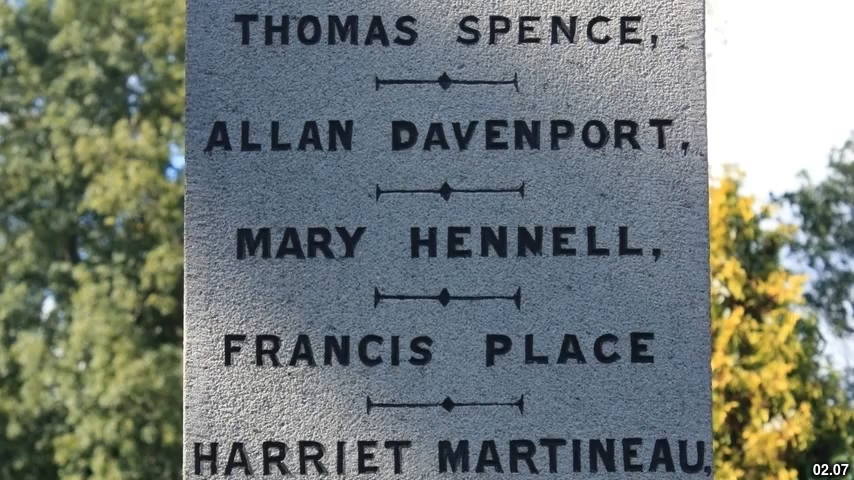 THOMAS SPENCE,
ALLAN DAVENPORT,
MARY HENNELL,
FRANCIS PLACE
HARRIET MARTINEAU,
02.07